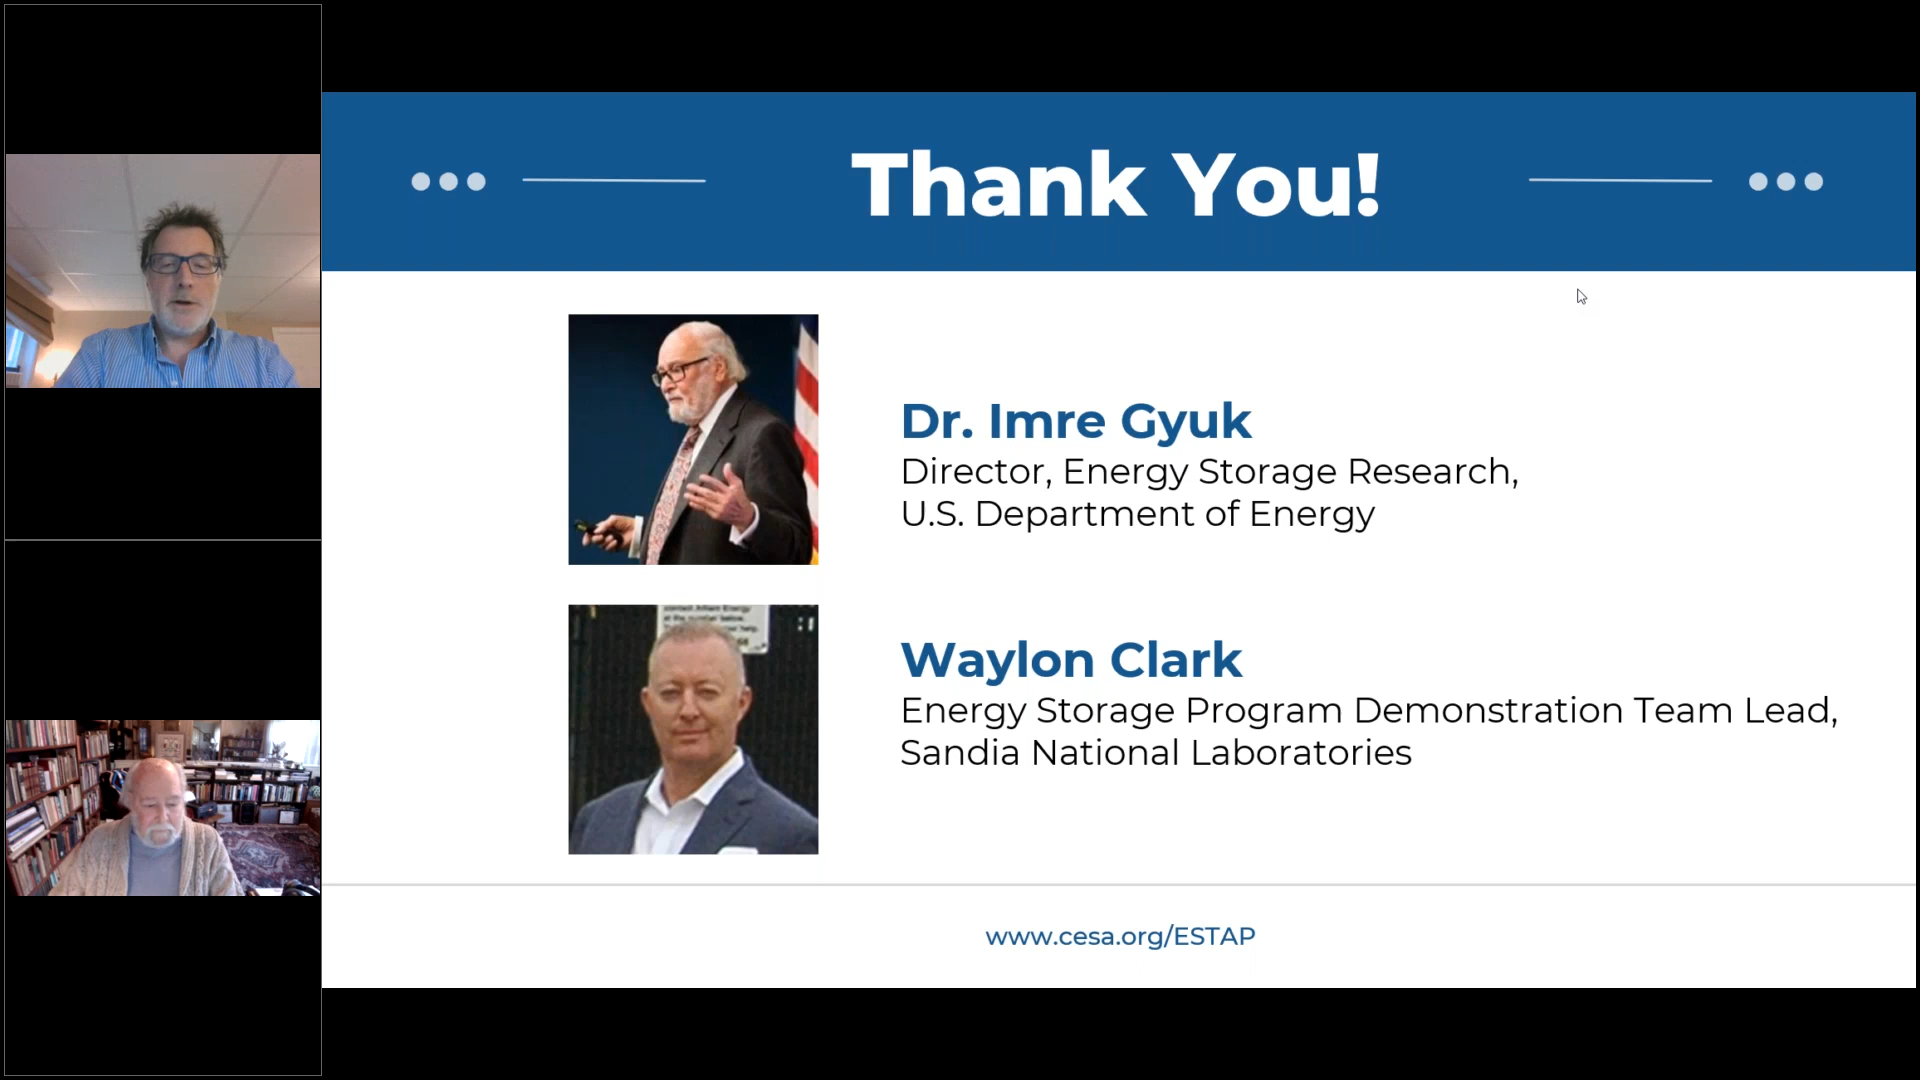 Thank You!
Dr. Imre Gyuk
Director, Energy Storage Research,
U.S. Department of Energy
Waylon Clark
Energy Storage Program Demonstration Team Lead,
Sandia National Laboratories
www.cesa.org/ESTAP